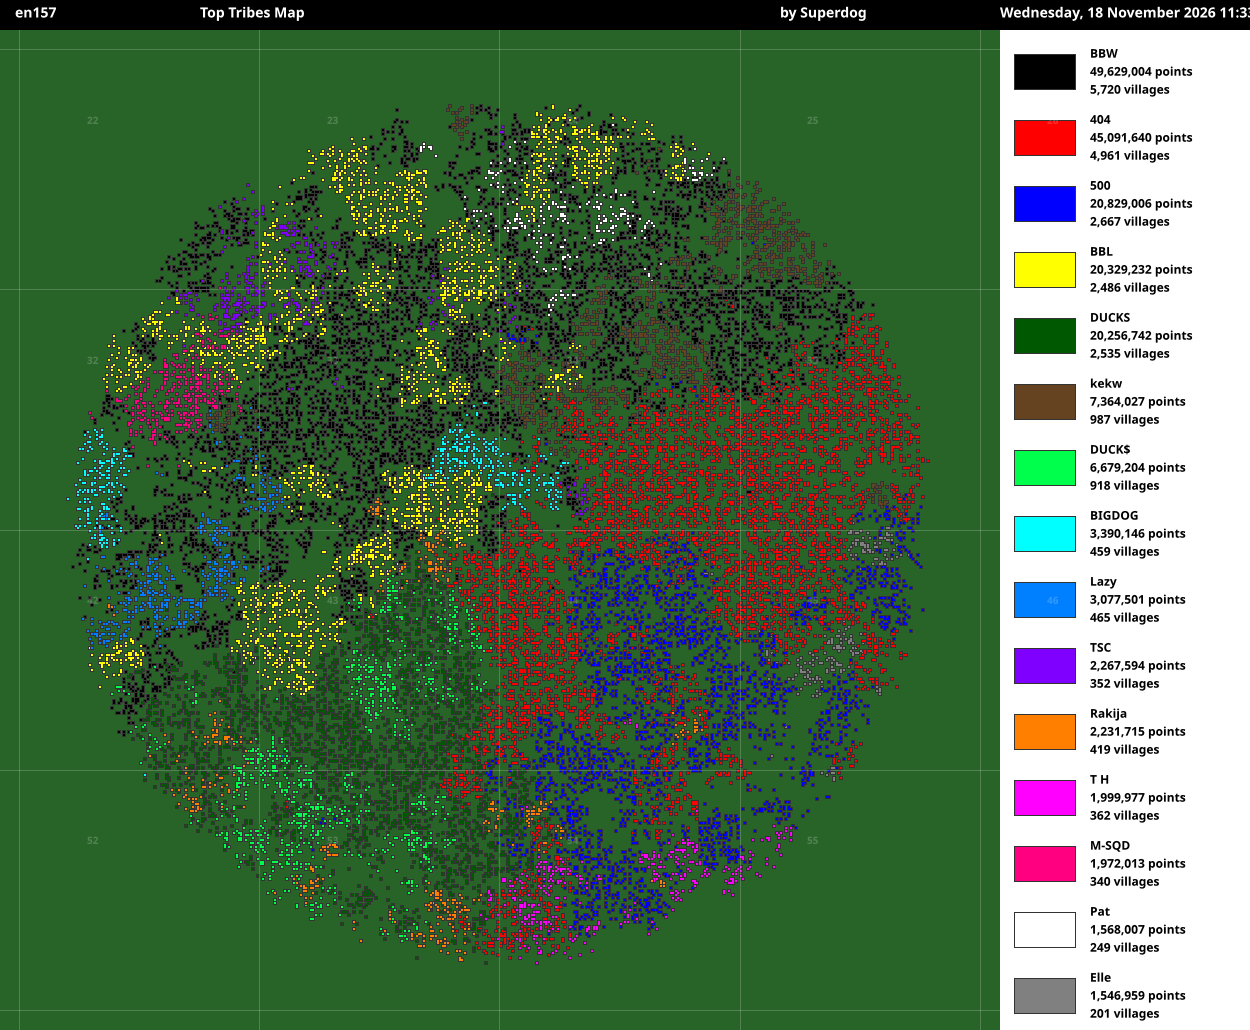 en157 Top Tribes Map by Superdog Wednesday, 18 November 2026
BBW
49,629,004 points
5,720 villages
404
45,091,640 points
4,961 villages
500
20,829,006 points
2,667 villages
BBL
20,329,232 points
2,486 villages
DUCKS
20,256,742 points
2,535 villages
kekw
7,364,027 points
987 villages
DUCK$
6,679,204 points
918 villages
BIGDOG
3,390,146 points
459 villages
Lazy
3,077,501 points
465 villages
TSC
2,267,594 points
352 villages
Rakija
2,231,715 points
419 villages
T H
1,999,977 points
362 villages
M-SQD
1,972,013 points
340 villages
Pat
1,568,007 points
249 villages
Elle
1,546,959 points
201 villages
22 23 25
32
43 46
52 53 55